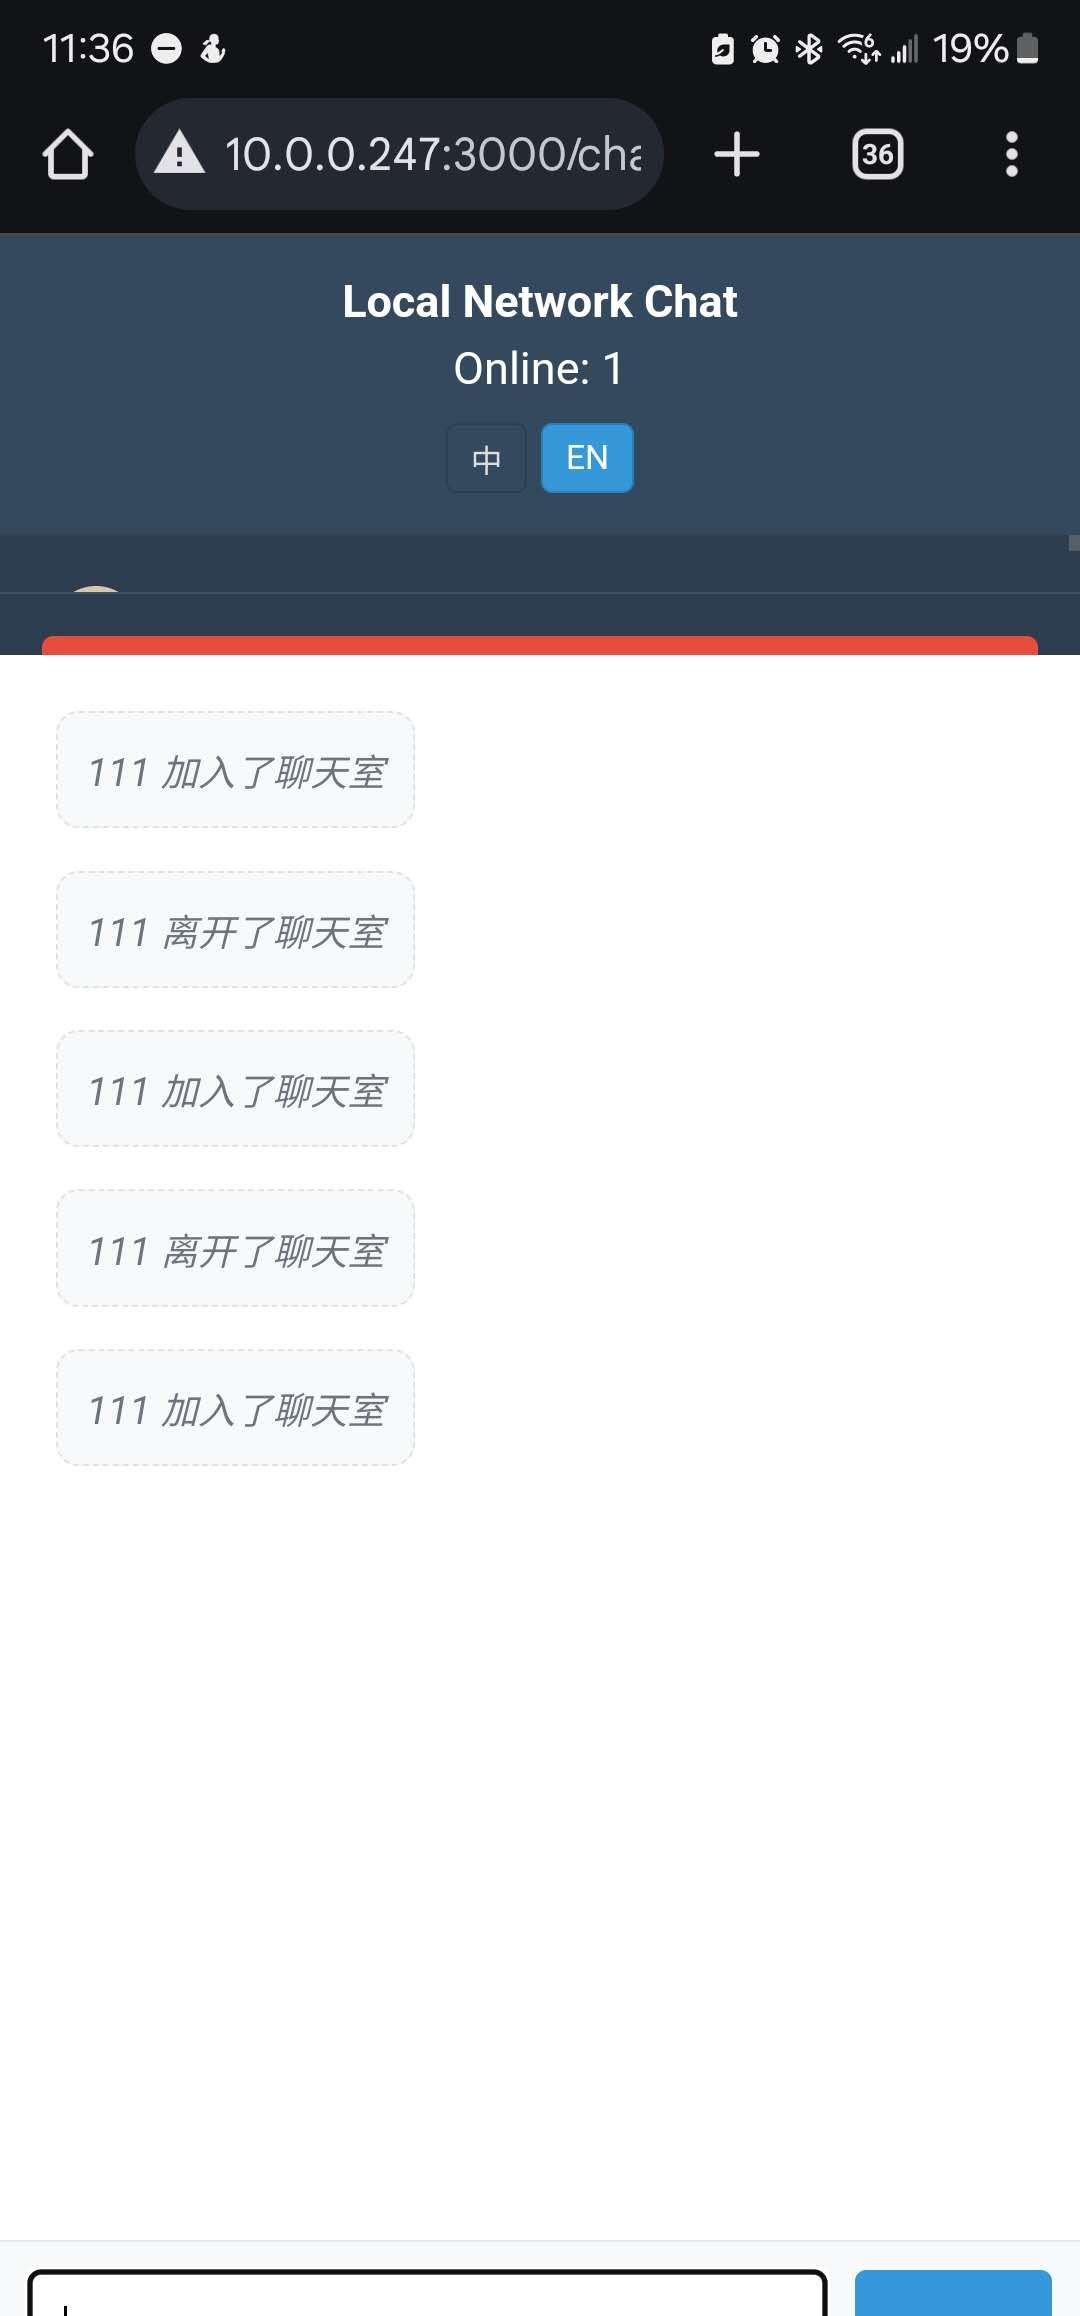 11:36
6
19%
10.0.0.247:3000/cha
36
Local Network Chat
Online: 1
中 EN
111 加入了聊天室
111 离开了聊天室
111 加入了聊天室
111 离开了聊天室
111 加入了聊天室